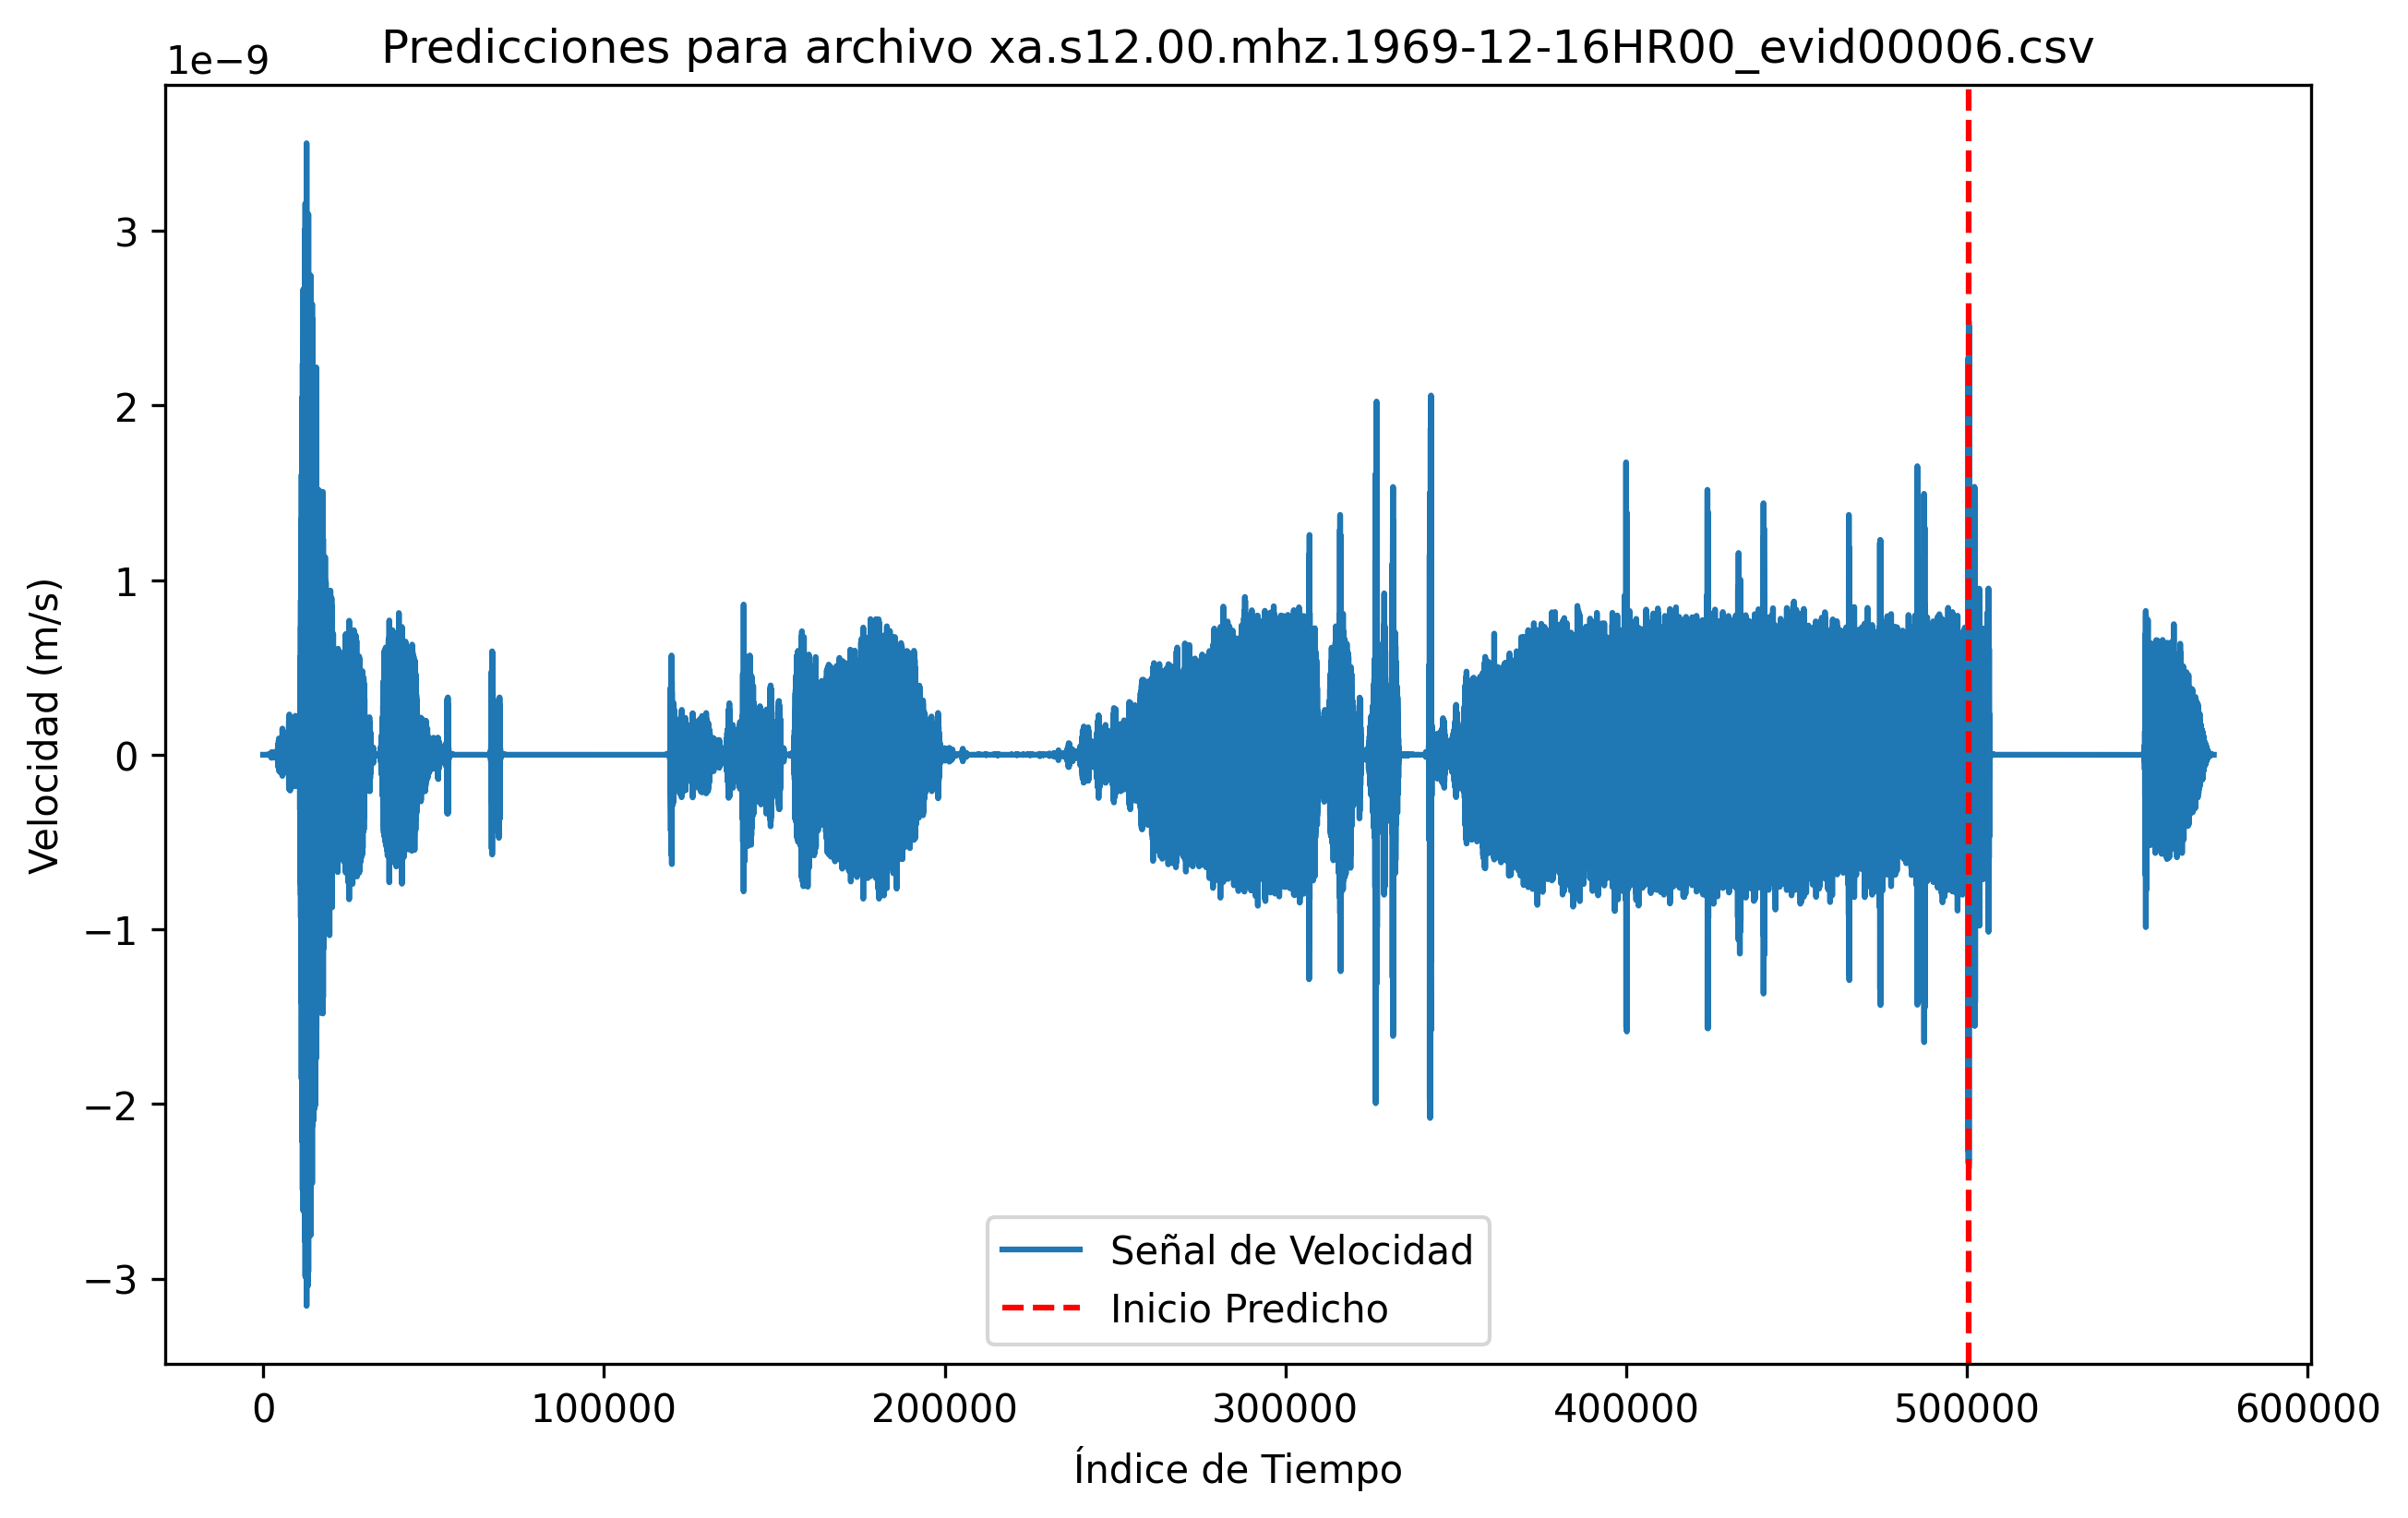 Predicciones para archivo xa.s12.00.mhz.1969-12-16HR00_evid00006.csv
1e−9
3
2
1
0
−1
−2
−3
Velocidad (m/s)
Señal de Velocidad
Inicio Predicho
0 100000 200000 300000 400000 500000 600000
Índice de Tiempo